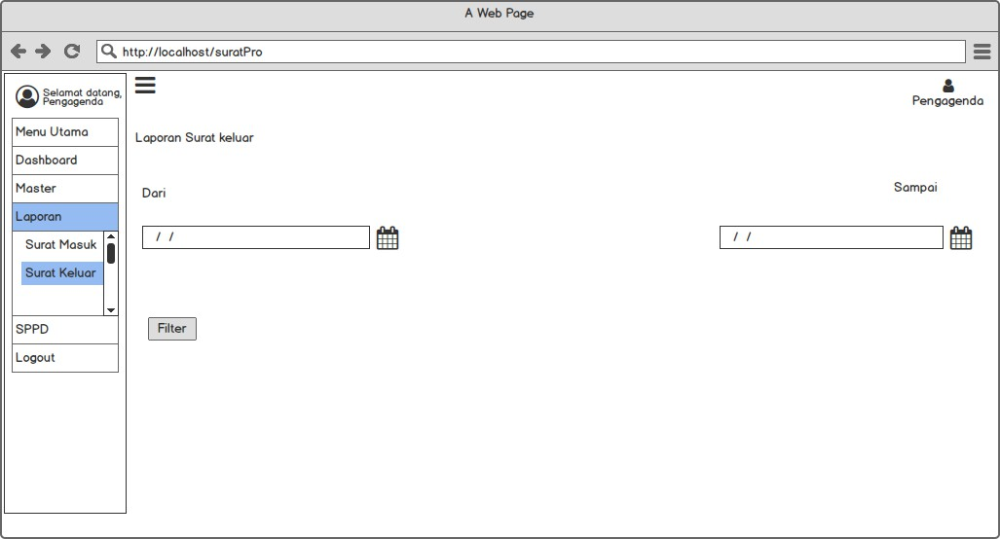 A Web Page
http://localhost/suratPro
Selamat datang,
Pengagenda
Pengagenda
Menu Utama
Dashboard
Master
Laporan
Surat Masuk
Surat Keluar
SPPD
Logout
Laporan Surat keluar
Dari
Sampai
/ /
/ /
Filter